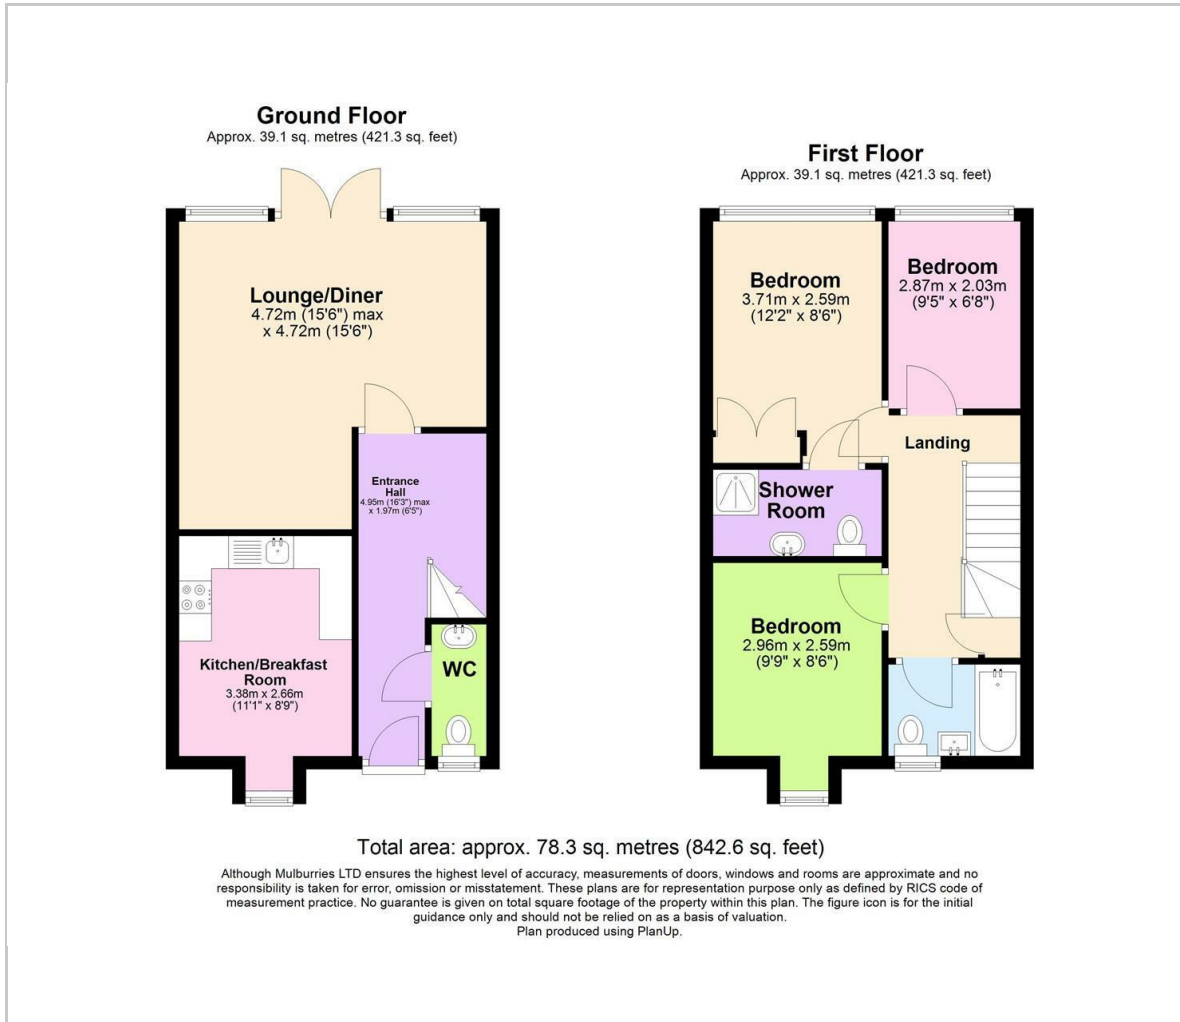 Ground Floor
Approx. 39.1 sq. metres (421.3 sq. feet)
Lounge/Diner
4.72m (15'6") max
x 4.72m (15'6")
Entrance
Hall
4.95m (16'3") max
x 1.97m (6'5")
Kitchen/Breakfast
Room
3.38m x 2.66m
(11'1" x 8'9")
WC
First Floor
Approx. 39.1 sq. metres (421.3 sq. feet)
Bedroom
3.71m x 2.59m
(12'2" x 8'6")
Bedroom
2.87m x 2.03m
(9'5" x 6'8")
Landing
Shower
Room
Bedroom
2.96m x 2.59m
(9'9" x 8'6")
Total area: approx. 78.3 sq. metres (842.6 sq. feet)
Although Mulburries LTD ensures the highest level of accuracy, measurements of doors, windows and rooms are approximate and no
responsibility is taken for error, omission or misstatement. These plans are for representation purpose only as defined by RICS code of
measurement practice. No guarantee is given on total square footage of the property within this plan. The figure icon is for the initial
guidance only and should not be relied on as a basis of valuation.
Plan produced using PlanUp.